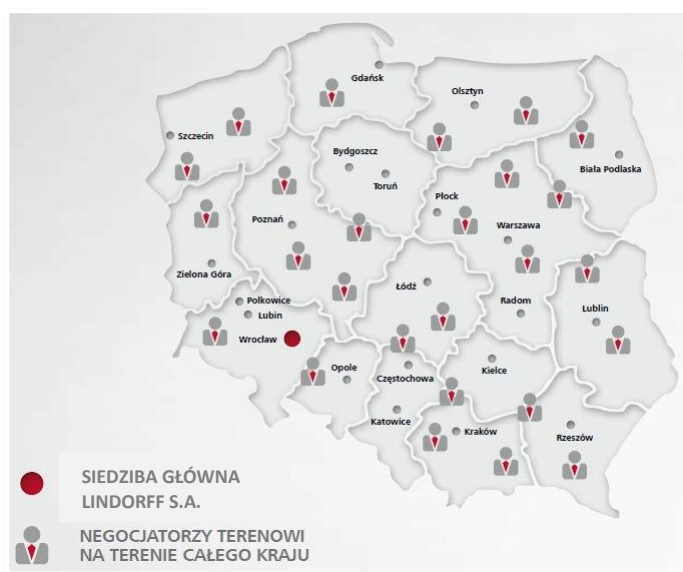 Gdańsk
Olsztyn
Szczecin
Bydgoszcz
Toruń
Biała Podlaska
Płock
Poznań
Warszawa
Zielona Góra
Łódź
Polkowice
Lubin
Radom
Lublin
Wrocław
Opole
Częstochowa
Kielce
Katowice
Kraków
Rzeszów
SIEDZIBA GŁÓWNA
LINDORFF S.A.
NEGOCJATORZY TERENOWI
NA TERENIE CAŁEGO KRAJU